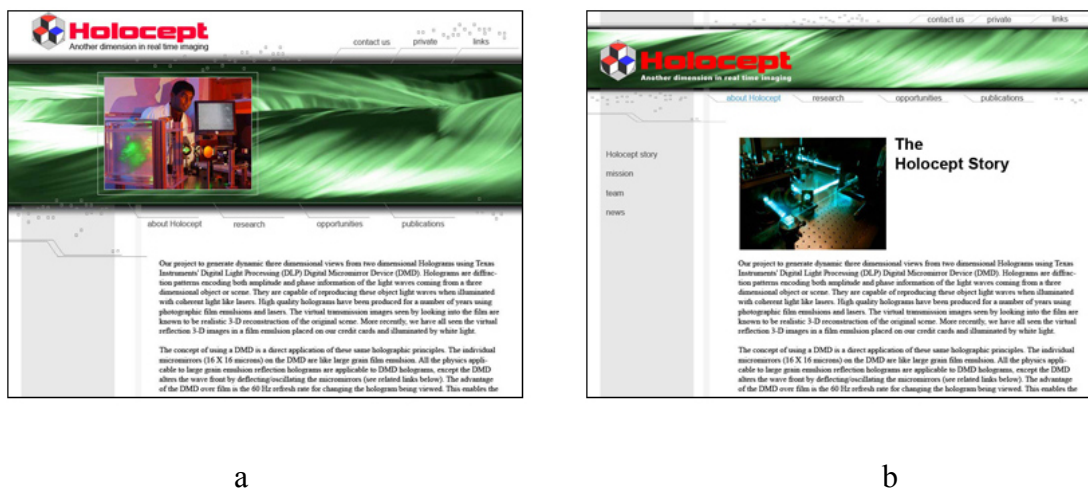 Holocept
Another dimension in real time imaging
contact us
private
links
about Holocept
research
opportunities
publications
Our project to generate dynamic three dimensional views from two dimensional Holograms using Texas
Instruments' Digital Light Processing (DLP) Digital Micromirror Device (DMD). Holograms are diffrac-
tion patterns encoding both amplitude and phase information of the light waves coming from a three
dimensional object or scene. They are capable of reproducing these object light waves when illuminated
with coherent light like lasers. High quality holograms have been produced for a number of years using
photographic film emulsions and lasers. The virtual transmission images seen by looking into the film are
known to be realistic 3-D reconstruction of the original scene. More recently, we have all seen the virtual
reflection 3-D images in a film emulsion placed on our credit cards and illuminated by white light.
The concept of using a DMD is a direct application of these same holographic principles. The individual
micromirrors (16 X 16 microns) on the DMD are like large grain film emulsion. All the physics appli-
cable to large grain emulsion reflection holograms are applicable to DMD holograms, except the DMD
alters the wave front by deflecting/oscillating the micromirrors (see related links below). The advantage
of the DMD over film is the 60 Hz refresh rate for changing the hologram being viewed. This enables the
a
contact us
private
links
Holocept
Another dimension in real time imaging
about Holocept
research
opportunities
publications
Holocept story
mission
team
news
The
Holocept Story
Our project to generate dynamic three dimensional views from two dimensional Holograms using Texas
Instruments' Digital Light Processing (DLP) Digital Micromirror Device (DMD). Holograms are diffrac-
tion patterns encoding both amplitude and phase information of the light waves coming from a three
dimensional object or scene. They are capable of reproducing these object light waves when illuminated
with coherent light like lasers. High quality holograms have been produced for a number of years using
photographic film emulsions and lasers. The virtual transmission images seen by looking into the film are
known to be realistic 3-D reconstruction of the original scene. More recently, we have all seen the virtual
reflection 3-D images in a film emulsion placed on our credit cards and illuminated by white light.
The concept of using a DMD is a direct application of these same holographic principles. The individual
micromirrors (16 X 16 microns) on the DMD are like large grain film emulsion. All the physics appli-
cable to large grain emulsion reflection holograms are applicable to DMD holograms, except the DMD
alters the wave front by deflecting/oscillating the micromirrors (see related links below). The advantage
of the DMD over film is the 60 Hz refresh rate for changing the hologram being viewed. This enables the
b